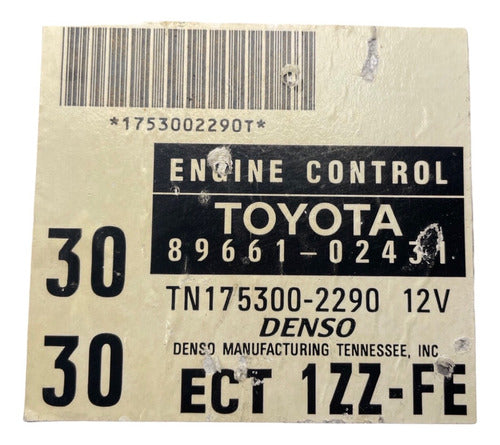 *1753002290T*
ENGINE CONTROL
TOYOTA
89661-02431
30
TN175300-2290 12V
DENSO
30
DENSO MANUFACTURING TENNESSEE, INC
ECT 1ZZ-FE